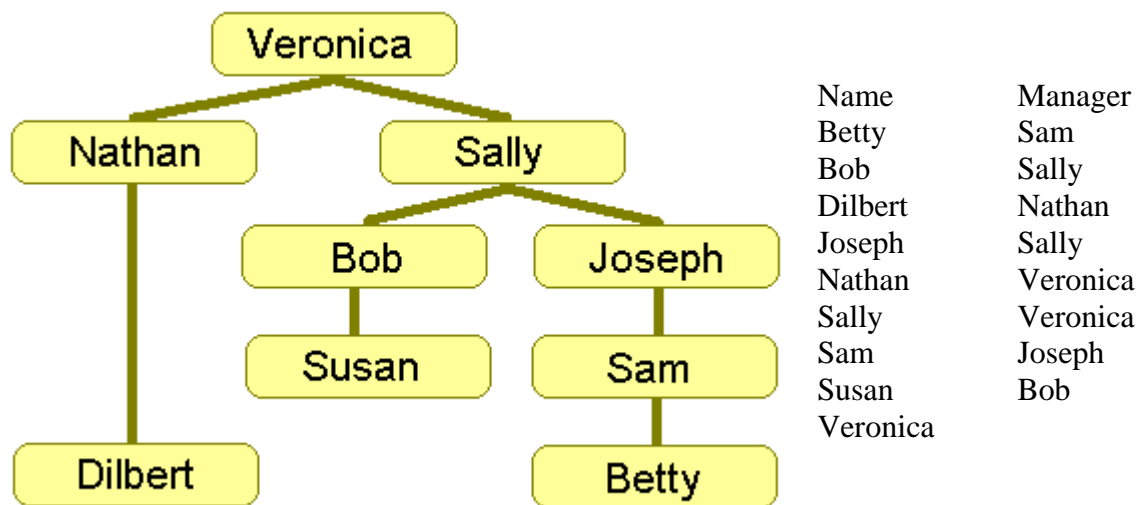 Veronica
Nathan
Sally
Bob
Joseph
Susan
Sam
Dilbert
Betty
Name Manager
Betty Sam
Bob Sally
Dilbert Nathan
Joseph Sally
Nathan Veronica
Sally Veronica
Sam Joseph
Susan Bob
Veronica